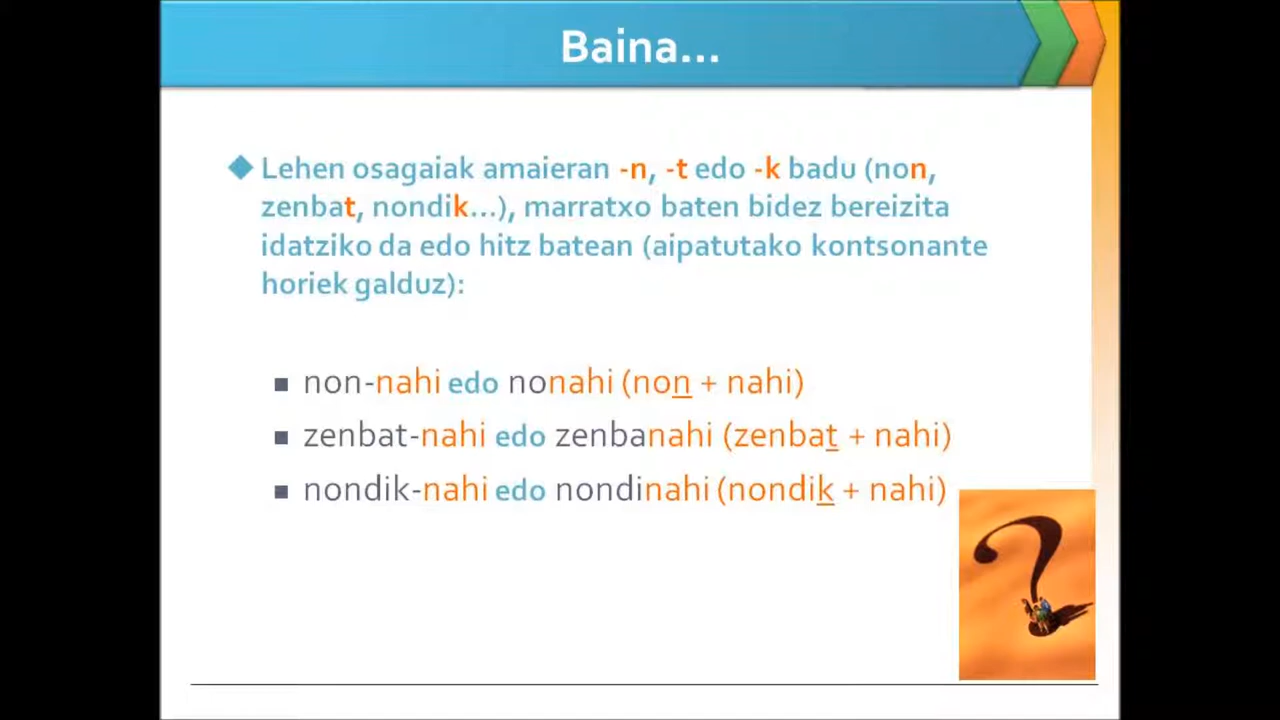 Baina...
Lehen osagaiak amaieran -n, -t edo -k badu (non,
zenbat, nondik...), marratxo baten bidez bereizita
idatziko da edo hitz batean (aipatutako kontsonante
horiek galduz):
non-nahi edo nonahi (non + nahi)
zenbat-nahi edo zenbanahi (zenbat + nahi)
nondik-nahi edo nondinahi (nondik + nahi)